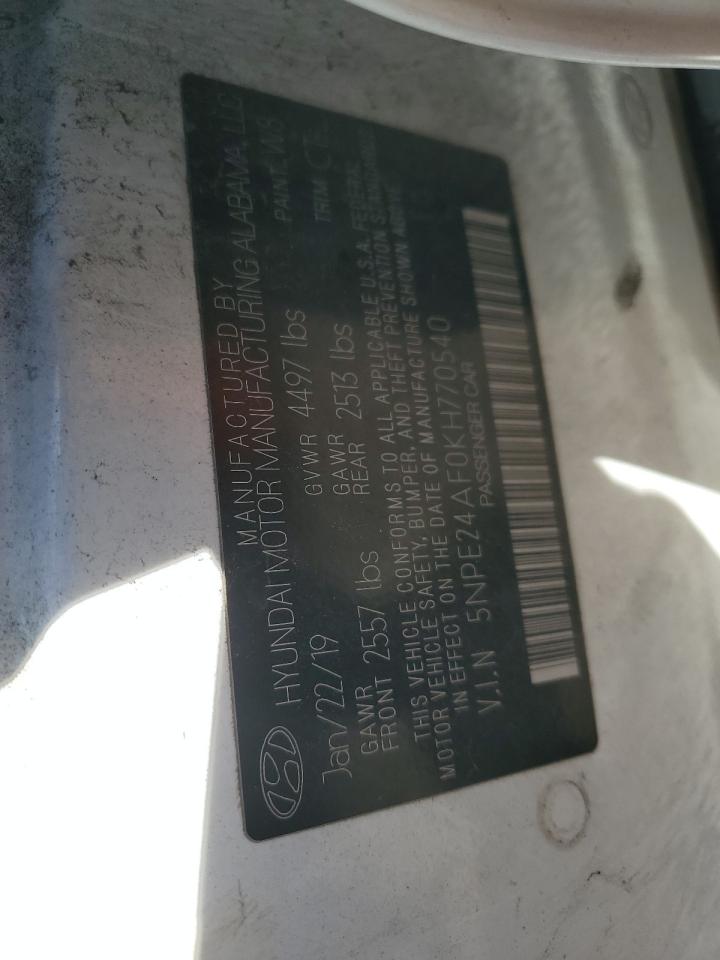 MANUFACTURED BY
HYUNDAI MOTOR MANUFACTURING ALABAMA, LLC
Jan/22/19 GVWR 4497 lbs PAINT: W8
GAWR FRONT 2557 lbs GAWR REAR 2513 lbs TRIM
THIS VEHICLE CONFORMS TO ALL APPLICABLE U.S.A. FEDERAL
MOTOR VEHICLE SAFETY, BUMPER, AND THEFT PREVENTION STANDARDS
IN EFFECT ON THE DATE OF MANUFACTURE SHOWN ABOVE
V.I.N 5NPE24AF0KH770540
PASSENGER CAR